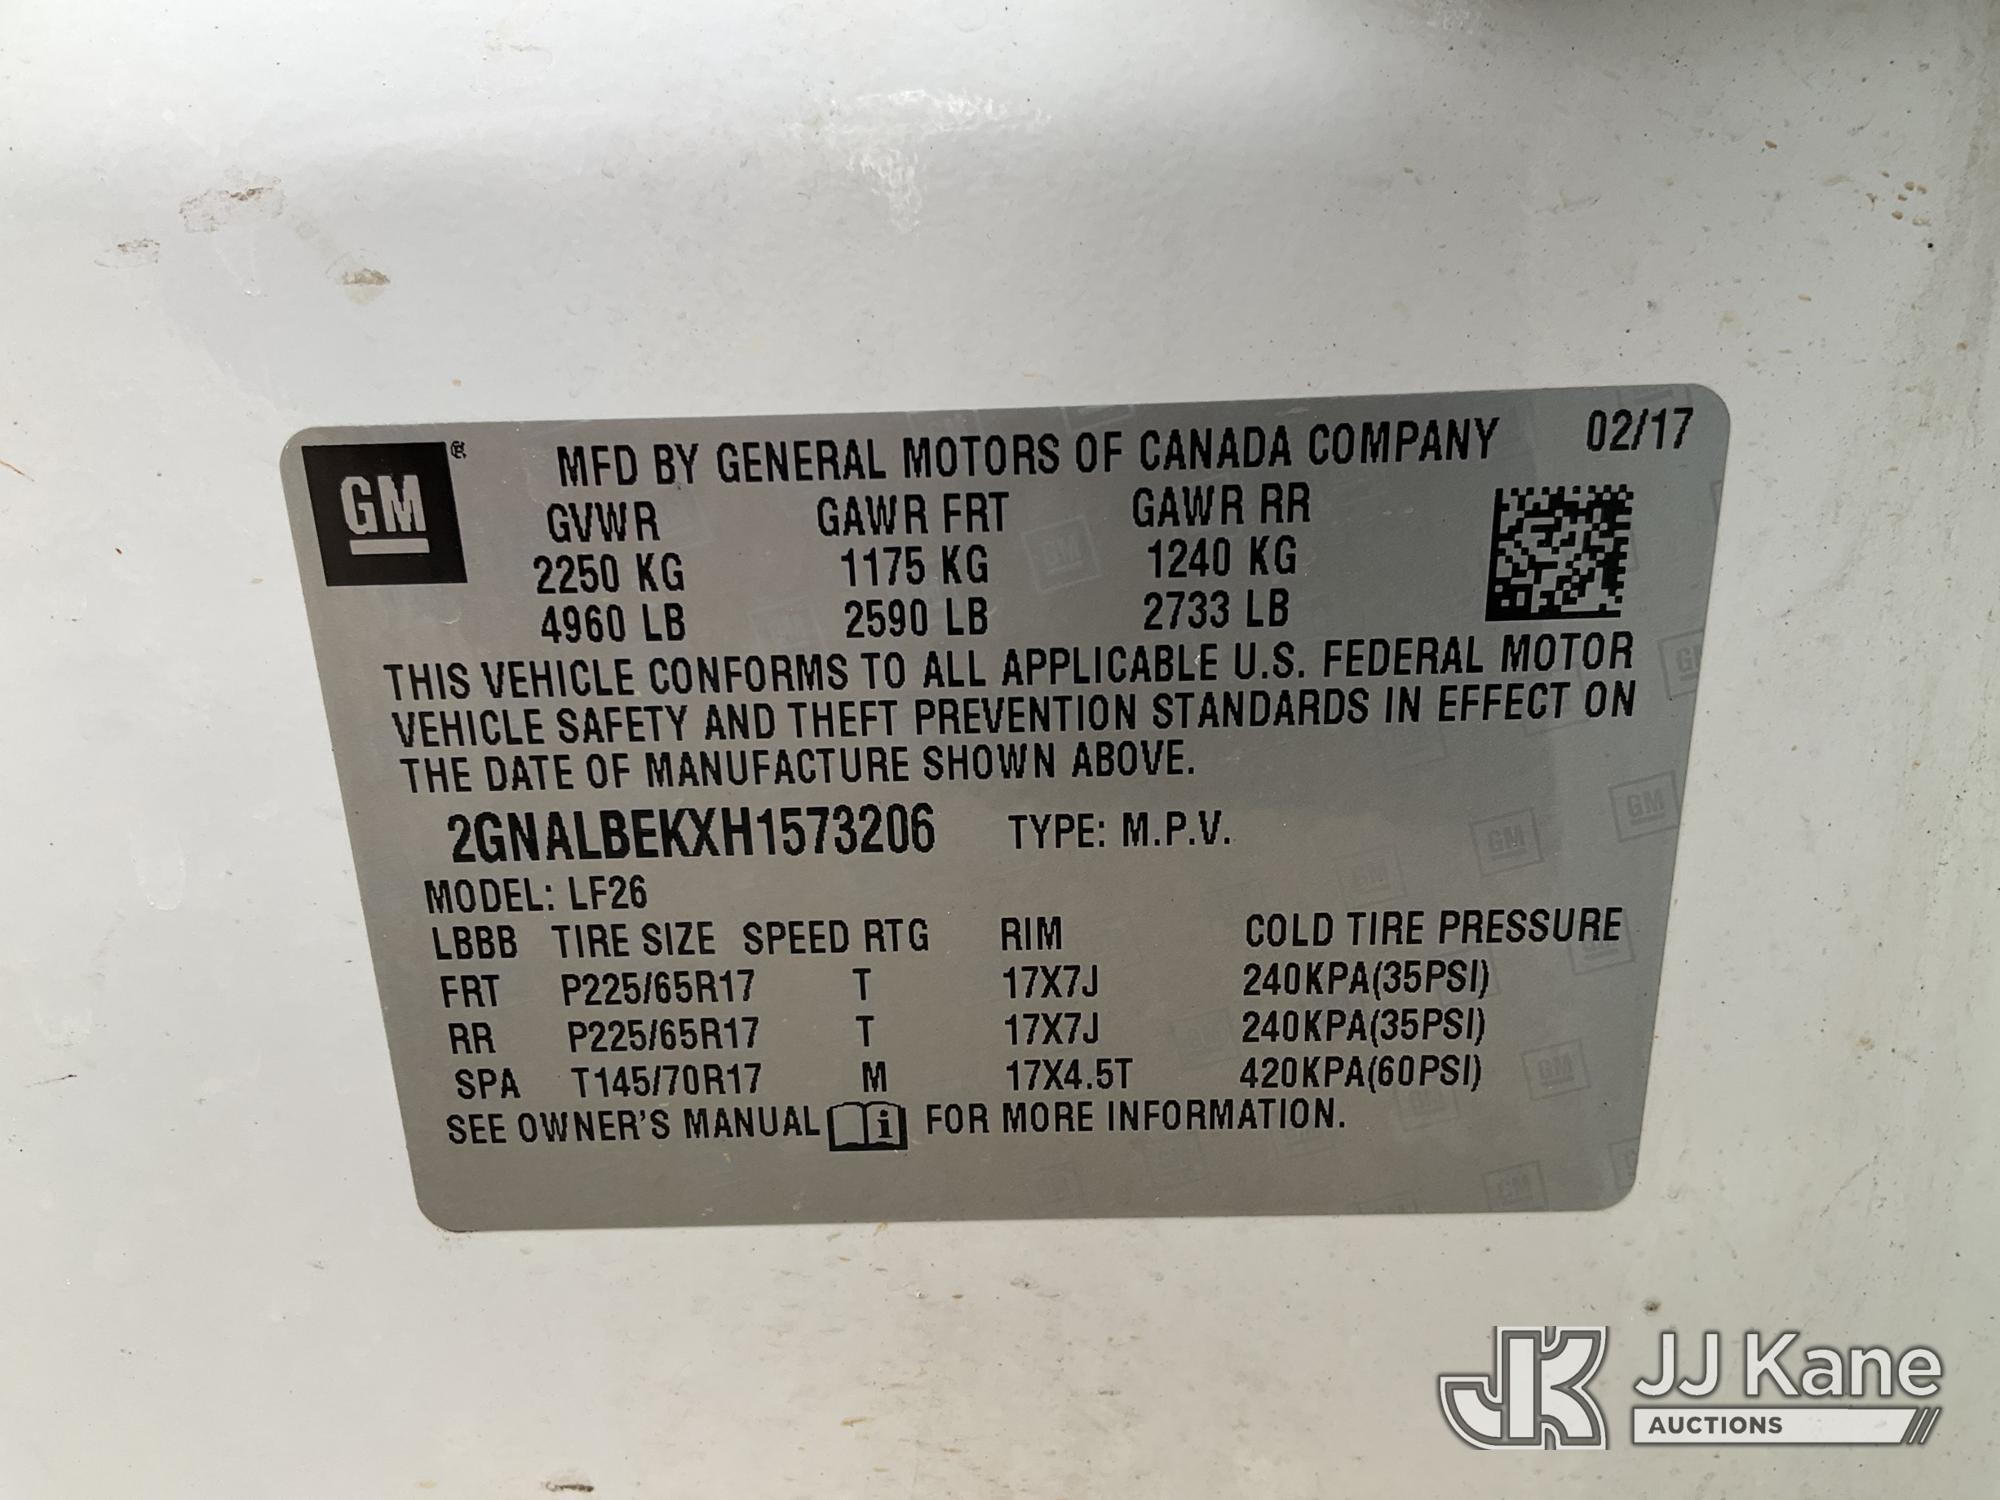 GM® MFD BY GENERAL MOTORS OF CANADA COMPANY 02/17
GVWR GAWR FRT GAWR RR
2250 KG 1175 KG 1240 KG
4960 LB 2590 LB 2733 LB
THIS VEHICLE CONFORMS TO ALL APPLICABLE U.S. FEDERAL MOTOR
VEHICLE SAFETY AND THEFT PREVENTION STANDARDS IN EFFECT ON
THE DATE OF MANUFACTURE SHOWN ABOVE.
2GNALBEKXH1573206 TYPE: M.P.V.
MODEL: LF26
LBBB TIRE SIZE SPEED RTG RIM COLD TIRE PRESSURE
FRT P225/65R17 T 17X7J 240KPA(35PSI)
RR P225/65R17 T 17X7J 240KPA(35PSI)
SPA T145/70R17 M 17X4.5T 420KPA(60PSI)
SEE OWNER'S MANUAL i FOR MORE INFORMATION.
JK JJ Kane
AUCTIONS